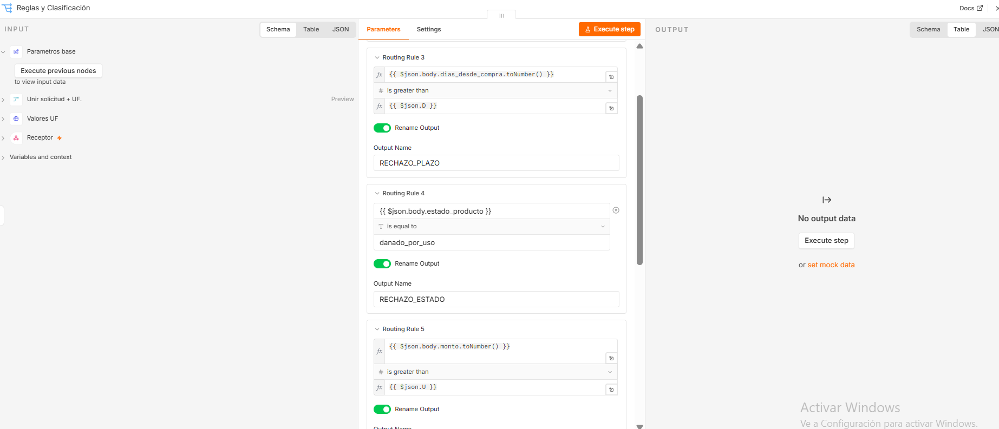 Reglas y Clasificación
Docs
INPUT
Schema
Table
JSON
Parametros base
Execute previous nodes
to view input data
Unir solicitud + UF.
Preview
Valores UF
Receptor
Variables and context
Parameters
Settings
Execute step
Routing Rule 3
fx {{ $json.body.dias_desde_compra.toNumber() }}
# is greater than
fx {{ $json.D }}
Rename Output
Output Name
RECHAZO_PLAZO
Routing Rule 4
{{ $json.body.estado_producto }}
T is equal to
danado_por_uso
Rename Output
Output Name
RECHAZO_ESTADO
Routing Rule 5
fx {{ $json.body.monto.toNumber() }}
# is greater than
fx {{ $json.U }}
Rename Output
Output Name
OUTPUT
Schema
Table
JSON
No output data
Execute step
or set mock data
Activar Windows
Ve a Configuración para activar Windows.